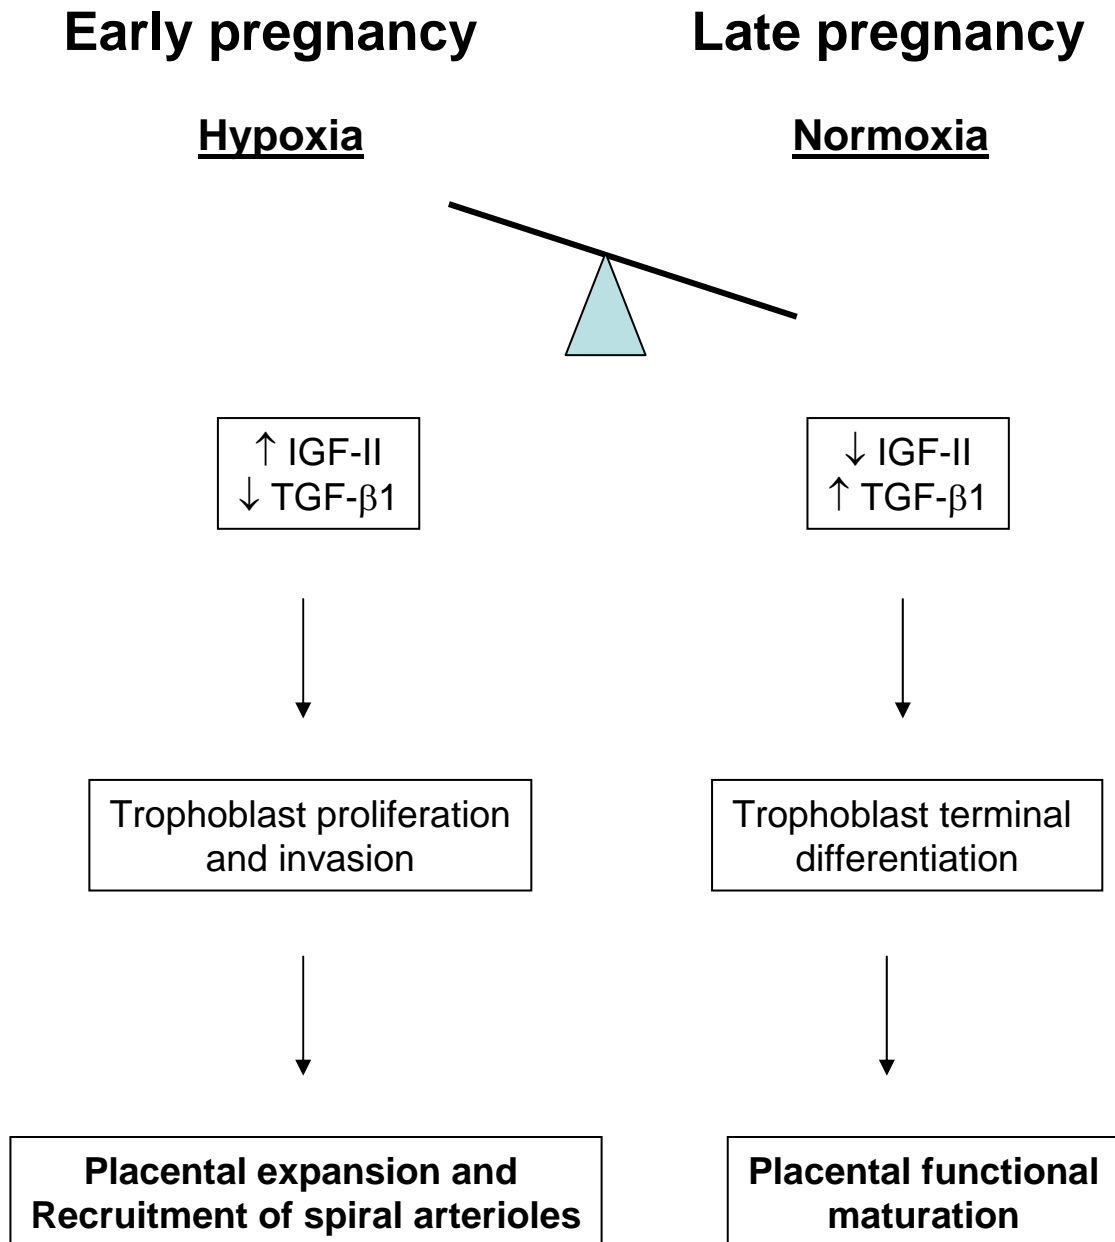 Early pregnancy
Late pregnancy
Hypoxia
Normoxia
↑ IGF-II
↓ TGF-β1
↓ IGF-II
↑ TGF-β1
Trophoblast proliferation
and invasion
Trophoblast terminal
differentiation
Placental expansion and
Recruitment of spiral arterioles
Placental functional
maturation